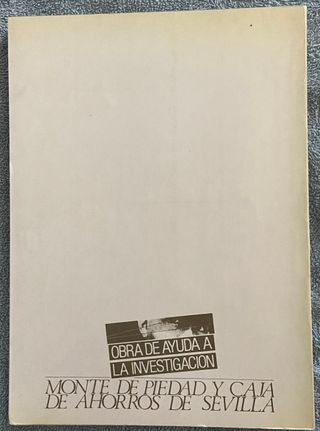 OBRA DE AYUDA A
LA INVESTIGACION
MONTE DE PIEDAD Y CAJA
DE AHORROS DE SEVILLA